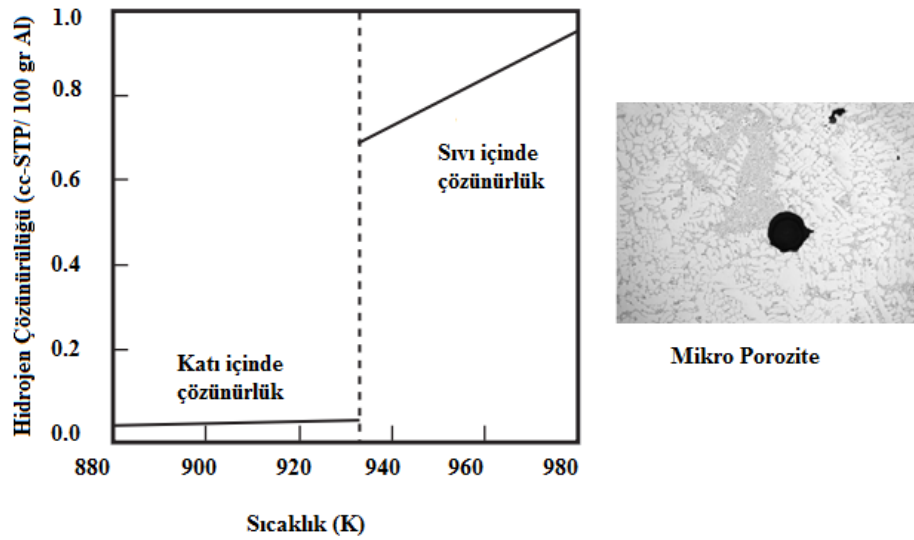 Hidrojen Çözünürülüğü (cc-STP/ 100 gr Al)
1.0
0.8
0.6
0.4
0.2
0.0
Sıvı içinde
çözünürlük
Katı içinde
çözünürlük
880
900
920
940
960
980
Sıcaklık (K)
Mikro Porozite